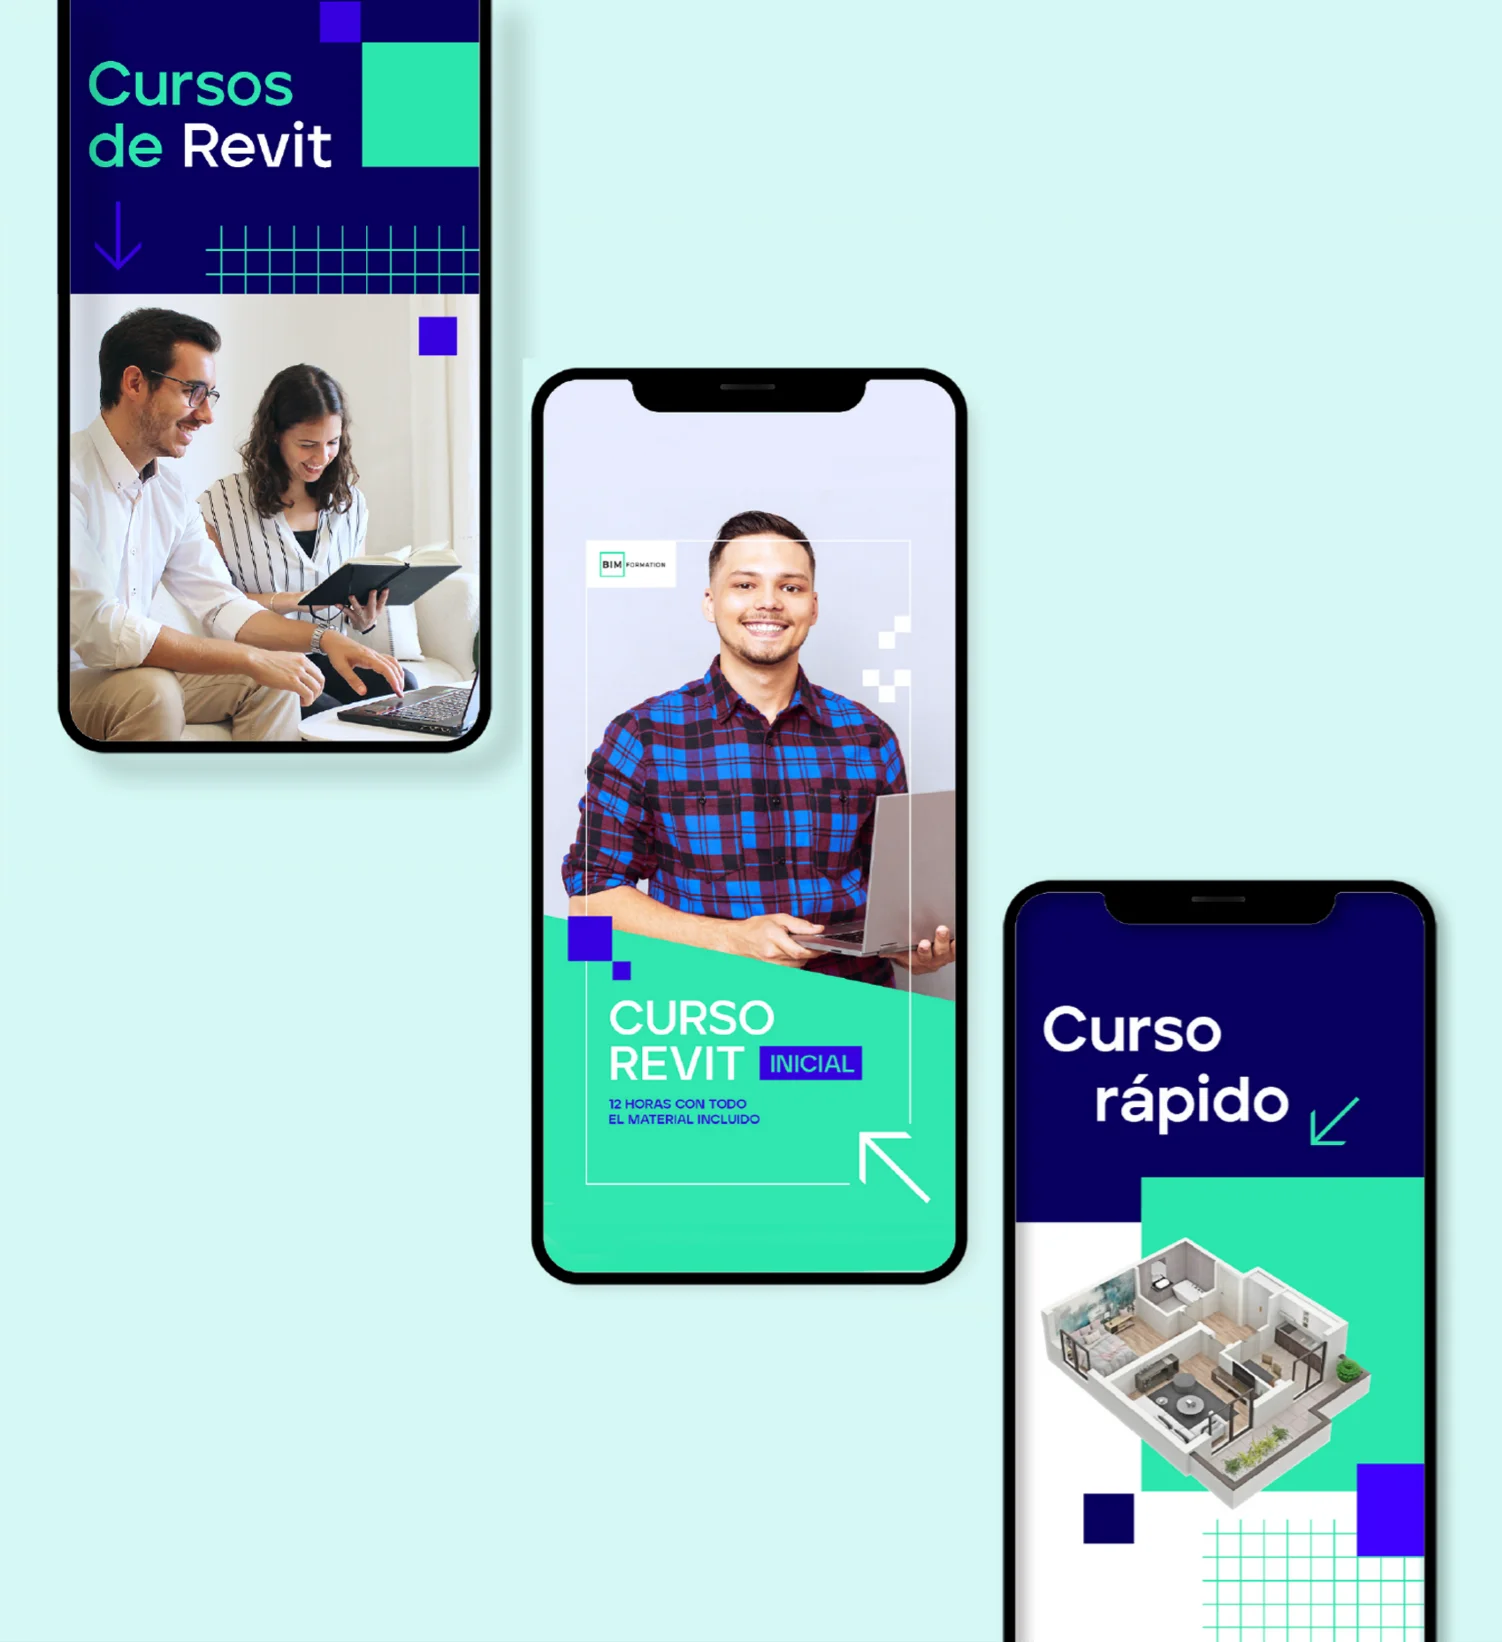 Cursos
de Revit
BIM FORMATION
CURSO
REVIT INICIAL
12 HORAS CON TODO
EL MATERIAL INCLUIDO
Curso
rápido